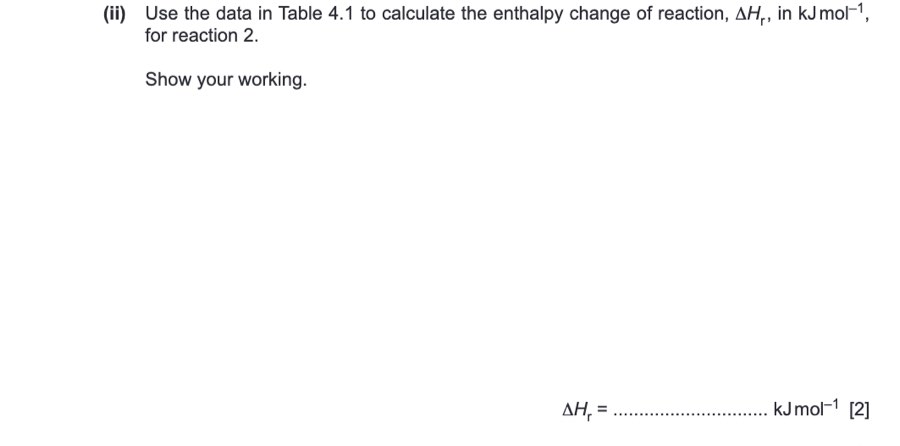 (ii) Use the data in Table 4.1 to calculate the enthalpy change of reaction, ΔHᵣ, in kJ mol⁻¹,
for reaction 2.
Show your working.
ΔHᵣ = .............................. kJ mol⁻¹ [2]